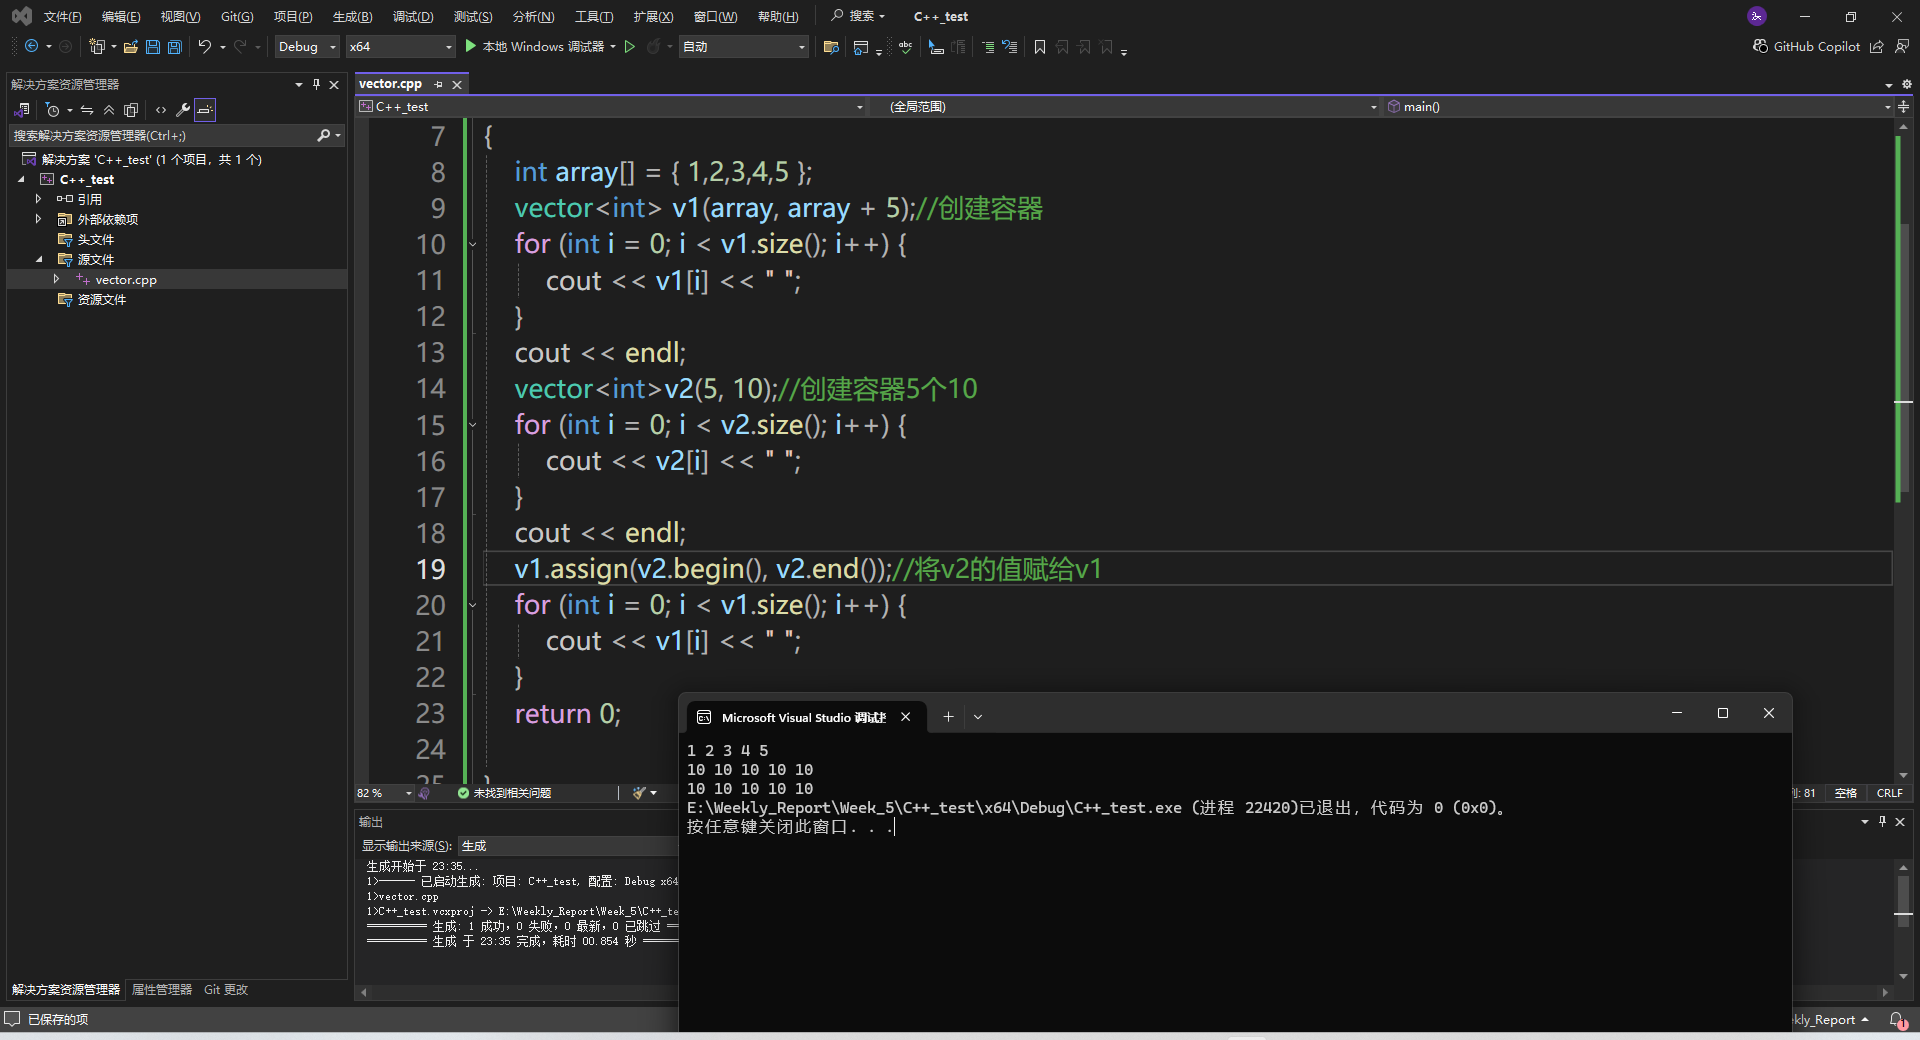 文件(F) 编辑(E) 视图(V) Git(G) 项目(P) 生成(B) 调试(D) 测试(S) 分析(N) 工具(T) 扩展(X) 窗口(W) 帮助(H) 搜索 C++_test
Debug x64 本地 Windows 调试器 自动 GitHub Copilot
解决方案资源管理器
搜索解决方案资源管理器(Ctrl+;)
解决方案 'C++_test' (1 个项目，共 1 个)
C++_test
引用
外部依赖项
头文件
源文件
vector.cpp
资源文件
解决方案资源管理器 属性管理器 Git 更改
vector.cpp
C++_test (全局范围) main()
7 {
8 int array[] = { 1,2,3,4,5 };
9 vector<int> v1(array, array + 5);//创建容器
10 for (int i = 0; i < v1.size(); i++) {
11 cout << v1[i] << " ";
12 }
13 cout << endl;
14 vector<int>v2(5, 10);//创建容器5个10
15 for (int i = 0; i < v2.size(); i++) {
16 cout << v2[i] << " ";
17 }
18 cout << endl;
19 v1.assign(v2.begin(), v2.end());//将v2的值赋给v1
20 for (int i = 0; i < v1.size(); i++) {
21 cout << v1[i] << " ";
22 }
23 return 0;
24
25 }
82 % 未找到相关问题 : 81 空格 CRLF
输出
显示输出来源(S): 生成
生成开始于 23:35...
1>------ 已启动生成: 项目: C++_test, 配置: Debug x64
1>vector.cpp
1>C++_test.vcxproj -> E:\Weekly_Report\Week_5\C++_te
========== 生成: 1 成功，0 失败，0 最新，0 已跳过 ==
========== 生成 于 23:35 完成，耗时 00.854 秒 ======
Microsoft Visual Studio 调试
1 2 3 4 5
10 10 10 10 10
10 10 10 10 10
E:\Weekly_Report\Week_5\C++_test\x64\Debug\C++_test.exe (进程 22420)已退出，代码为 0 (0x0)。
按任意键关闭此窗口. . .
已保存的项 kly_Report 1